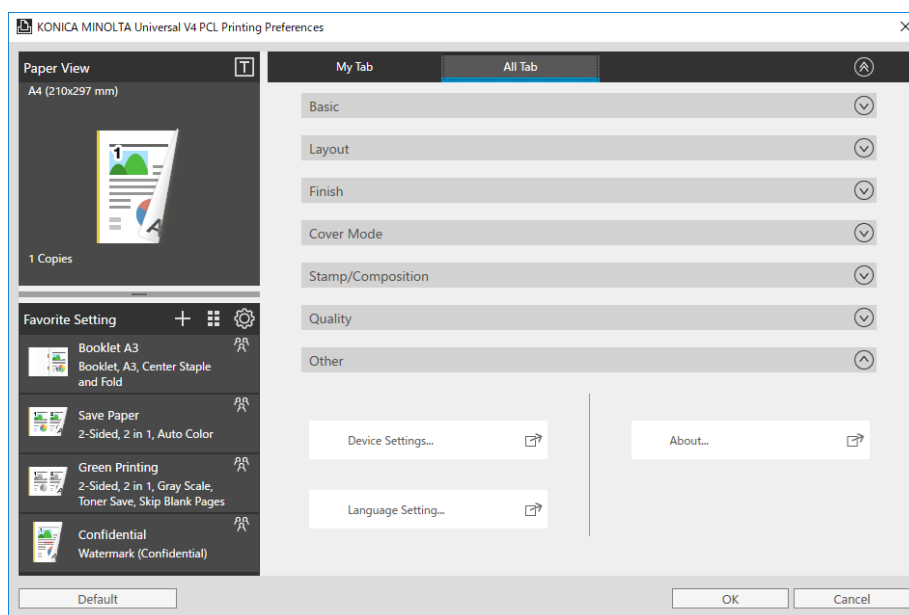 KONICA MINOLTA Universal V4 PCL Printing Preferences
Paper View
T
A4 (210x297 mm)
1
A
1 Copies
Favorite Setting
Booklet A3
Booklet, A3, Center Staple
and Fold
Save Paper
2-Sided, 2 in 1, Auto Color
Green Printing
2-Sided, 2 in 1, Gray Scale,
Toner Save, Skip Blank Pages
Confidential
Watermark (Confidential)
Default
My Tab
All Tab
Basic
Layout
Finish
Cover Mode
Stamp/Composition
Quality
Other
Device Settings...
About...
Language Setting...
OK
Cancel